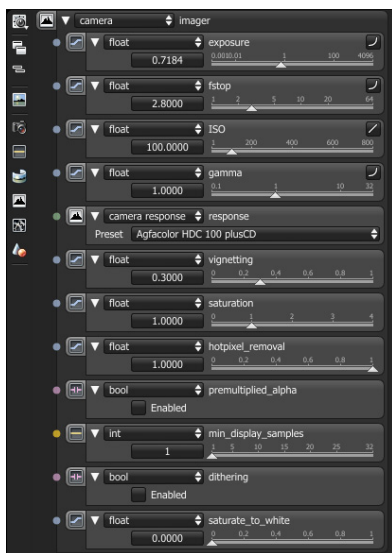 camera imager
float exposure
0.7184 0.001 0.01 1 100 4096
float fstop
2.8000 1 2 5 10 20 64
float ISO
100.0000 1 200 400 600 800
float gamma
1.0000 0.1 1 10 32
camera response response
Preset Agfacolor HDC 100 plusCD
float vignetting
0.3000 0 0,2 0,4 0,6 0,8 1
float saturation
1.0000 0 1 2 3 4
float hotpixel_removal
1.0000 0 0,2 0,4 0,6 0,8 1
bool premultiplied_alpha
Enabled
int min_display_samples
1 1 5 10 15 20 25 32
bool dithering
Enabled
float saturate_to_white
0.0000 0 0,2 0,4 0,6 0,8 1